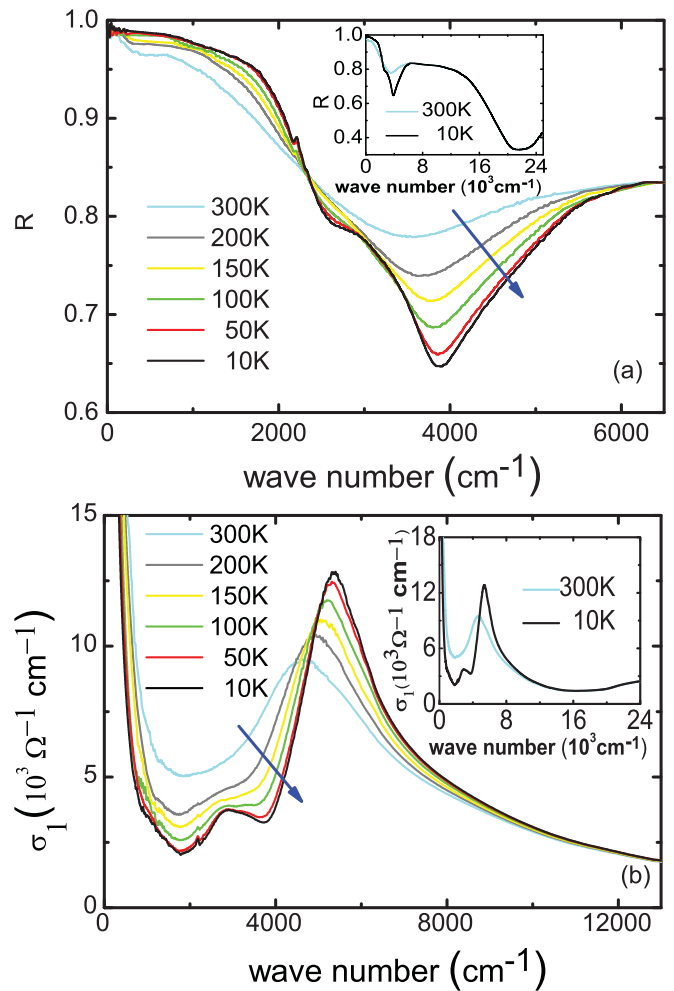 1.0
0.9
0.8
0.7
0.6
R
300K
200K
150K
100K
50K
10K
1.0
0.8
0.6
0.4
R
300K
10K
0 8 16 24
wave number (10³cm⁻¹)
(a)
0 2000 4000 6000
wave number (cm⁻¹)
15
10
5
0
σ₁ (10³ Ω⁻¹ cm⁻¹)
300K
200K
150K
100K
50K
10K
18
12
6
0
σ₁(10³Ω⁻¹ cm⁻¹)
300K
10K
0 8 16 24
wave number (10³cm⁻¹)
(b)
0 4000 8000 12000
wave number (cm⁻¹)